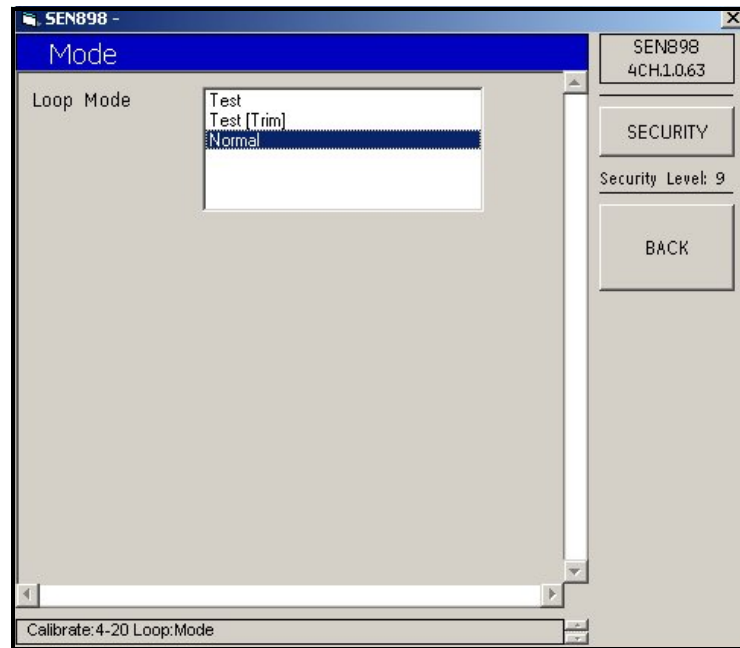 SEN898 -
Mode
Loop Mode
Test
Test [Trim]
Normal
SEN898
4CH.1.0.63
SECURITY
Security Level: 9
BACK
Calibrate:4-20 Loop:Mode